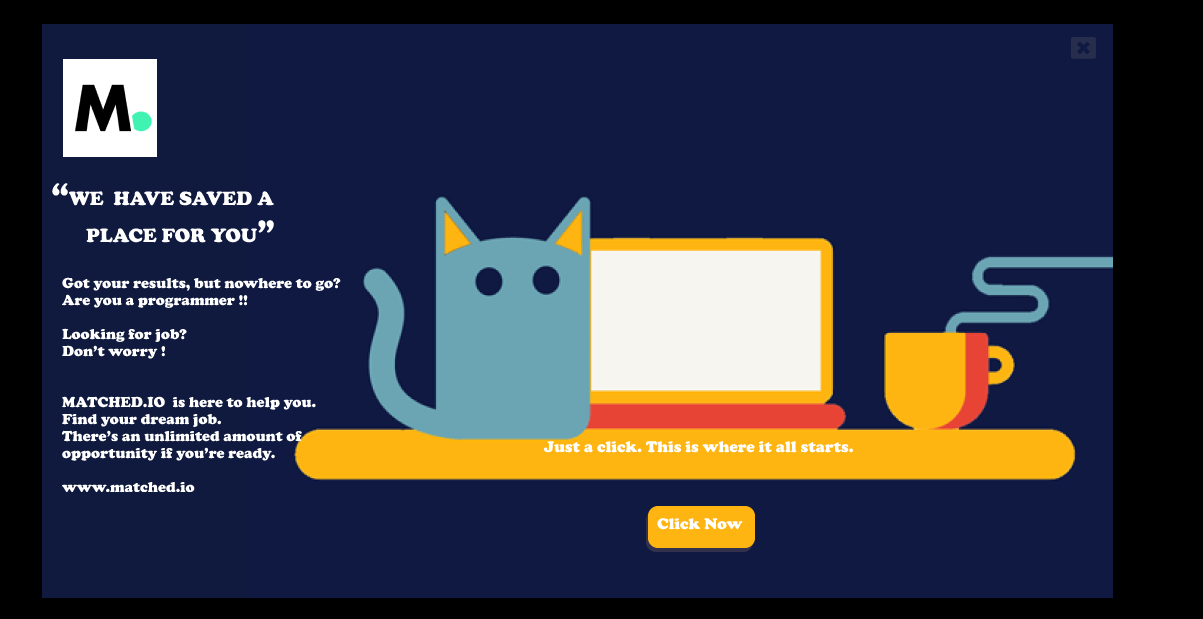 M.
“WE HAVE SAVED A
PLACE FOR YOU”
Got your results, but nowhere to go?
Are you a programmer !!
Looking for job?
Don’t worry !
MATCHED.IO is here to help you.
Find your dream job.
There’s an unlimited amount of
opportunity if you’re ready.
www.matched.io
Just a click. This is where it all starts.
Click Now